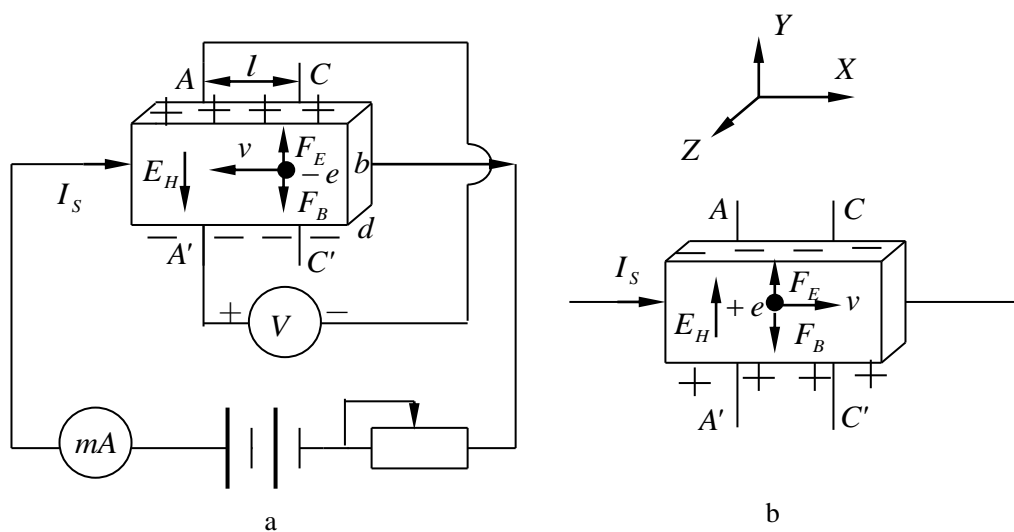 A l C
I_S E_H v F_E b
− e
F_B
d
A′ C′
+ V −
mA
a
Y
X
Z
A C
I_S
E_H + e F_E v
F_B
A′ C′
b